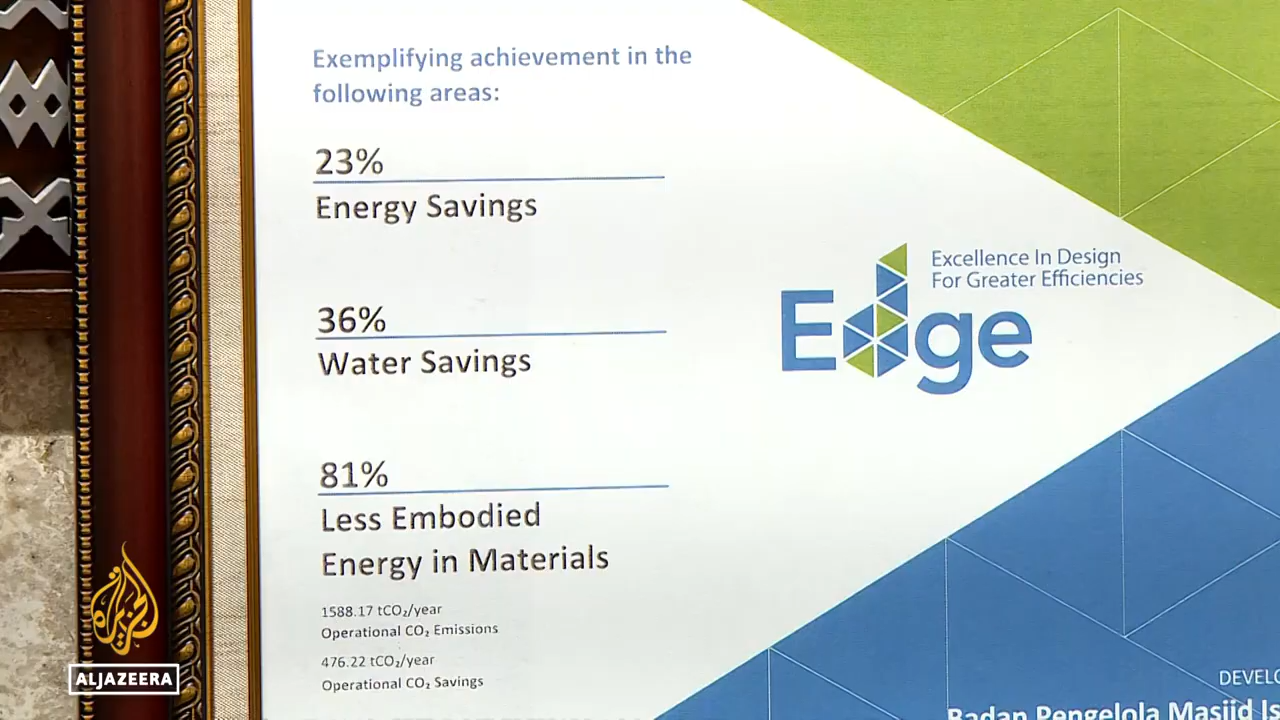 Exemplifying achievement in the
following areas:
23%
Energy Savings
36%
Water Savings
81%
Less Embodied
Energy in Materials
1588.17 tCO₂/year
Operational CO₂ Emissions
476.22 tCO₂/year
Operational CO₂ Savings
Edge
Excellence In Design
For Greater Efficiencies
DEVELO
Badan Pengelola Masjid Is
الجزيرة
ALJAZEERA